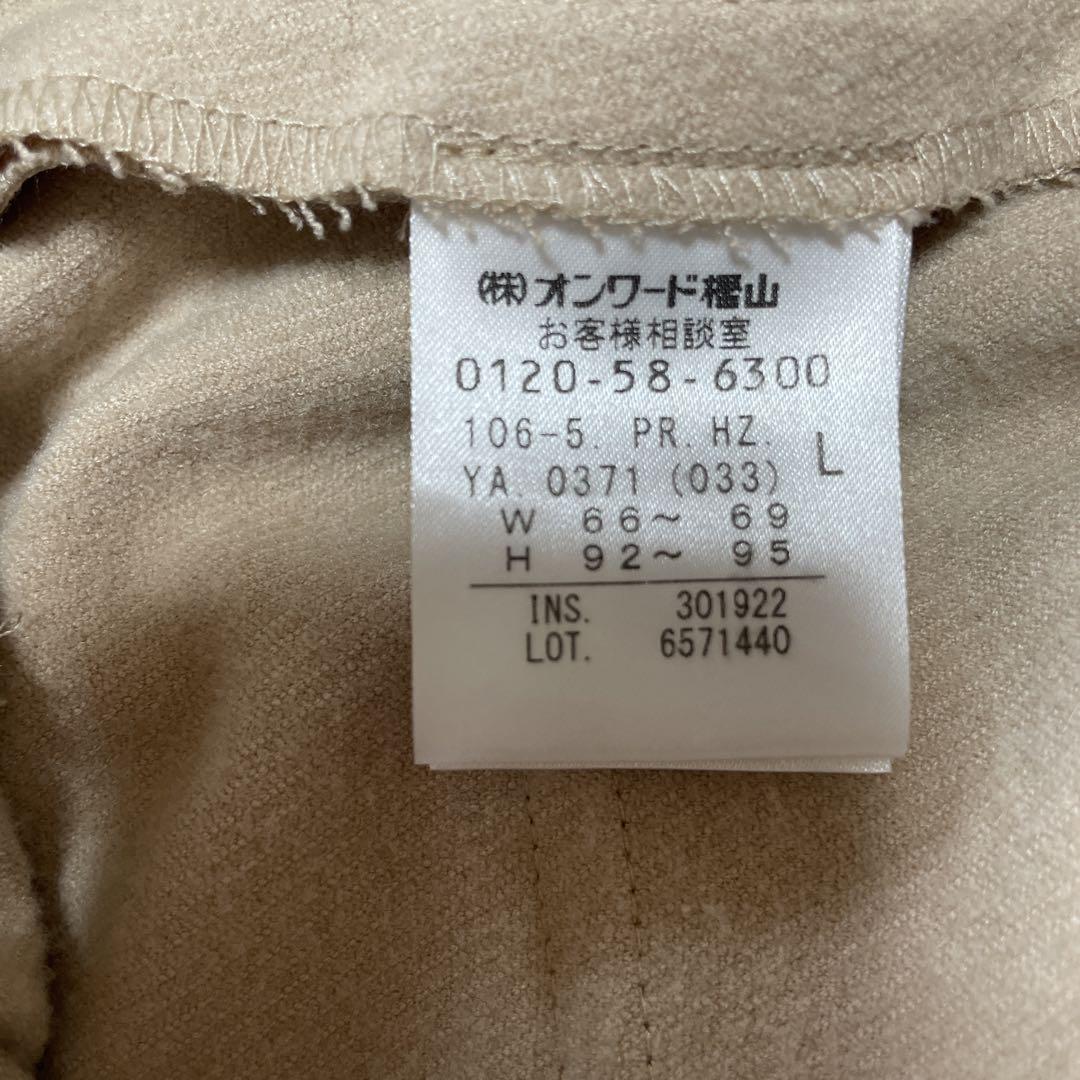 (株)オンワード樫山
お客様相談室
0120-58-6300
106-5. PR. HZ.
YA. 0371 (033) L
W 66~ 69
H 92~ 95
INS. 301922
LOT. 6571440